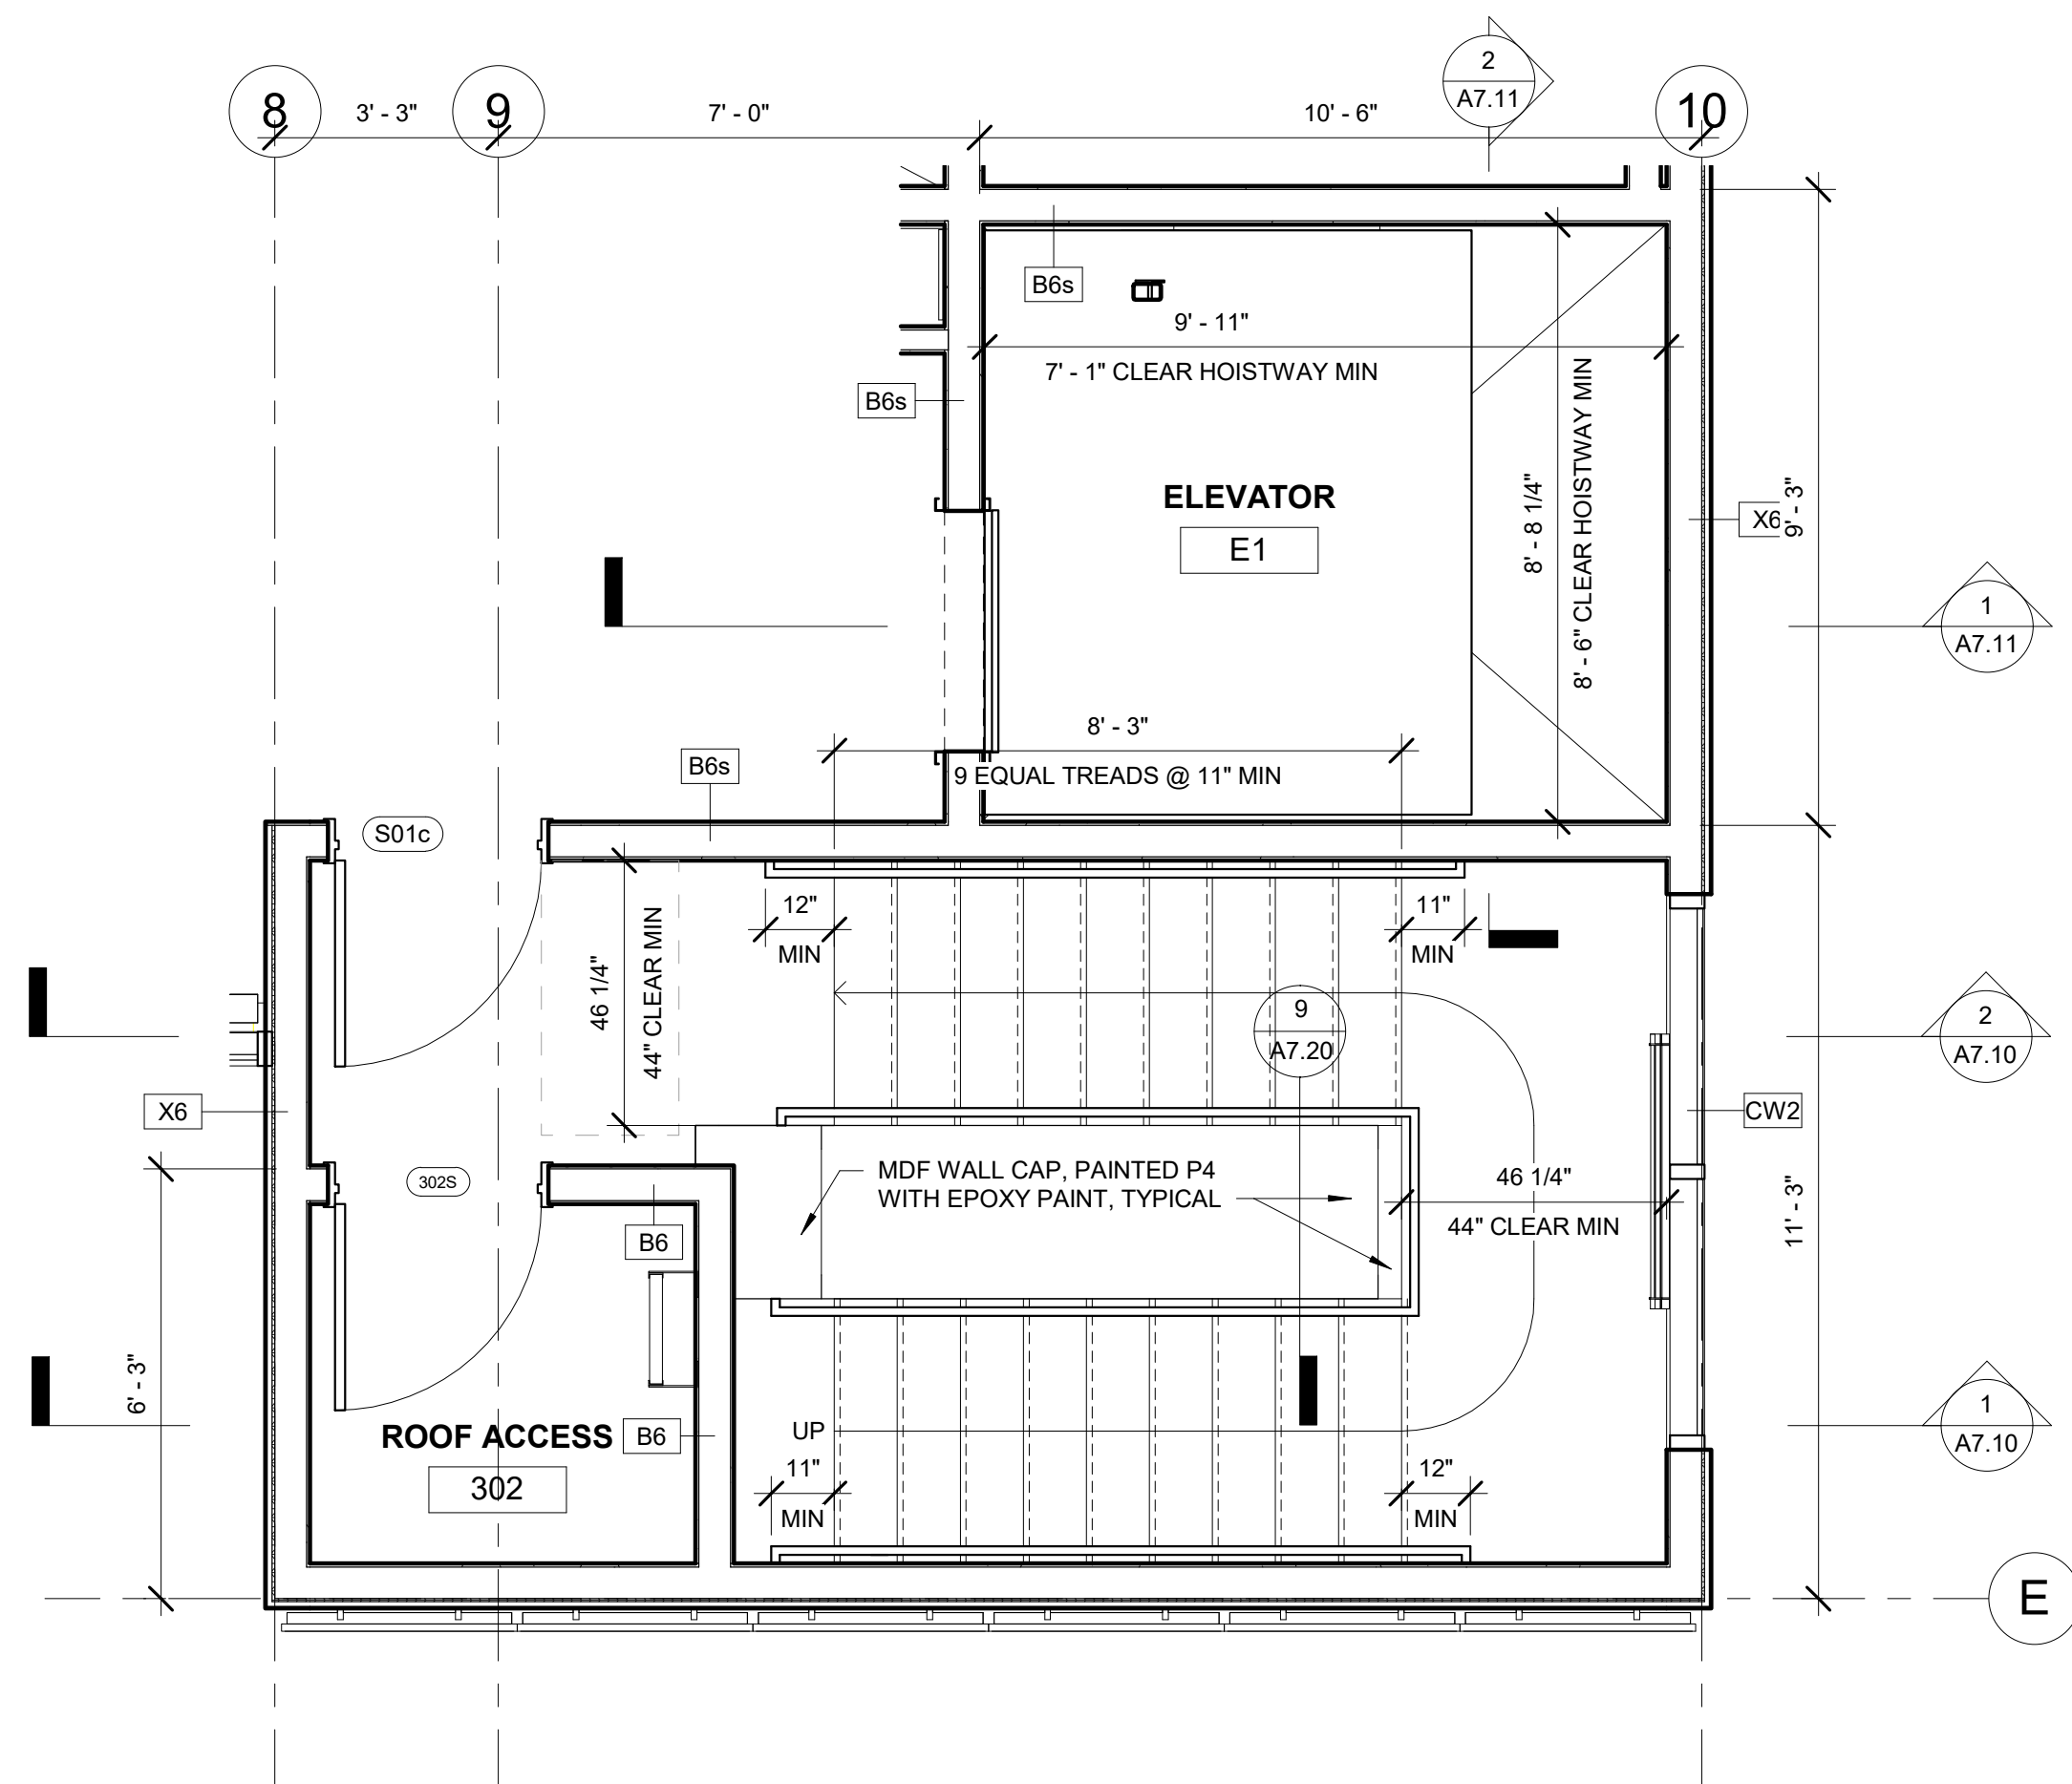 2
A7.11
8
3' - 3"
9
7' - 0"
10' - 6"
10
B6s
9' - 11"
7' - 1" CLEAR HOISTWAY MIN
B6s
8' - 8 1/4"
8' - 6" CLEAR HOISTWAY MIN
ELEVATOR
E1
X6
9' - 3"
1
A7.11
8' - 3"
9 EQUAL TREADS @ 11" MIN
B6s
S01c
12"
MIN
11"
MIN
46 1/4"
44" CLEAR MIN
9
A7.20
2
A7.10
X6
CW2
302S
MDF WALL CAP, PAINTED P4
WITH EPOXY PAINT, TYPICAL
46 1/4"
44" CLEAR MIN
11' - 3"
B6
6' - 3"
ROOF ACCESS
302
B6
UP
11"
MIN
12"
MIN
1
A7.10
E